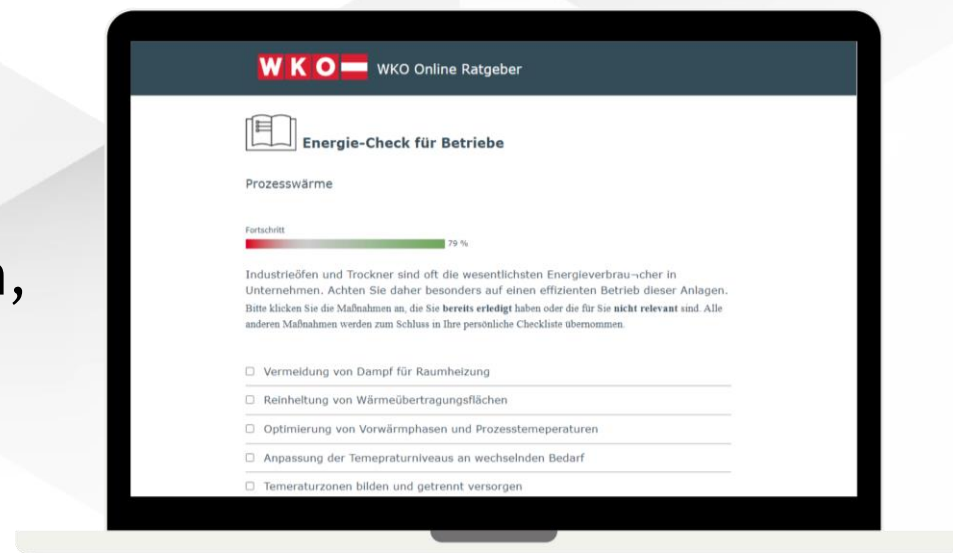 WKO WKO Online Ratgeber
Energie-Check für Betriebe
Prozesswärme
Fortschritt
79 %
n,
Industrieöfen und Trockner sind oft die wesentlichsten Energieverbrau¬cher in
Unternehmen. Achten Sie daher besonders auf einen effizienten Betrieb dieser Anlagen.
Bitte klicken Sie die Maßnahmen an, die Sie bereits erledigt haben oder die für Sie nicht relevant sind. Alle
anderen Maßnahmen werden zum Schluss in Ihre persönliche Checkliste übernommen.
Vermeidung von Dampf für Raumheizung
Reinheltung von Wärmeübertragungsflächen
Optimierung von Vorwärmphasen und Prozesstemeperaturen
Anpassung der Temepraturniveaus an wechselnden Bedarf
Temeraturzonen bilden und getrennt versorgen